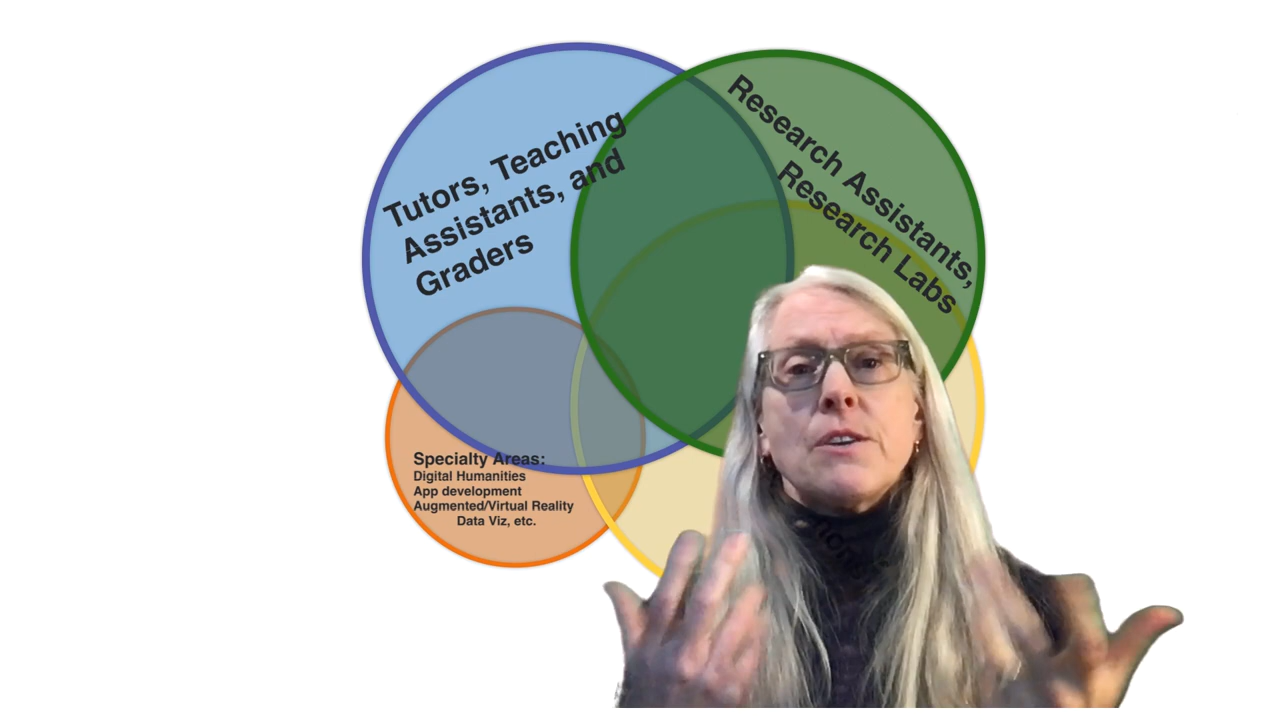 Tutors, Teaching
Assistants, and
Graders
Research Assistants,
Research Labs
Specialty Areas:
Digital Humanities
App development
Augmented/Virtual Reality
Data Viz, etc.